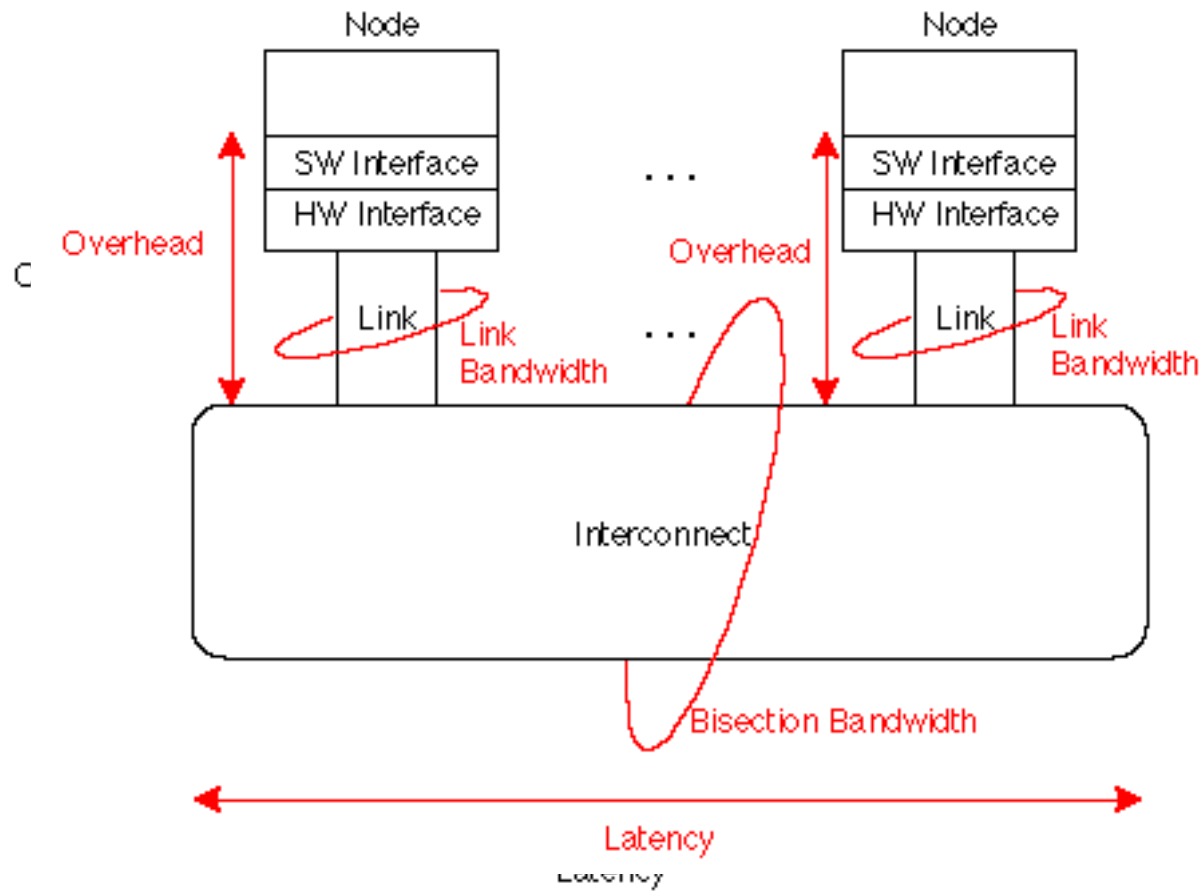 Node
Node
SW Interface
SW Interface
HW Interface
HW Interface
. . .
Overhead
Overhead
C
Link
Link
Link
Bandwidth
. . .
Link
Bandwidth
Interconnect
Bisection Bandwidth
Latency
Latency